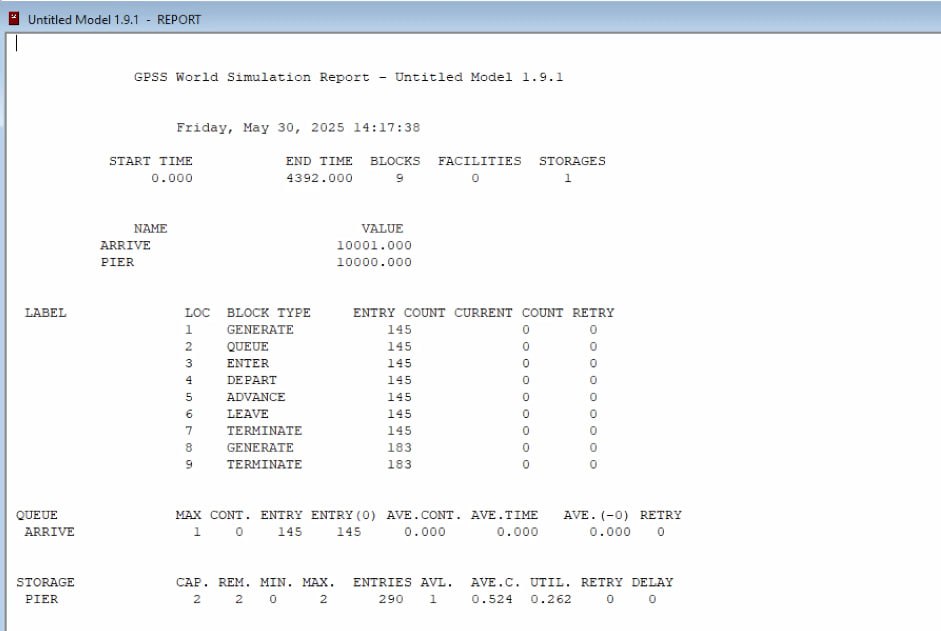 Untitled Model 1.9.1 - REPORT
GPSS World Simulation Report - Untitled Model 1.9.1
Friday, May 30, 2025 14:17:38
START TIME END TIME BLOCKS FACILITIES STORAGES
0.000 4392.000 9 0 1
NAME VALUE
ARRIVE 10001.000
PIER 10000.000
LABEL LOC BLOCK TYPE ENTRY COUNT CURRENT COUNT RETRY
1 GENERATE 145 0 0
2 QUEUE 145 0 0
3 ENTER 145 0 0
4 DEPART 145 0 0
5 ADVANCE 145 0 0
6 LEAVE 145 0 0
7 TERMINATE 145 0 0
8 GENERATE 183 0 0
9 TERMINATE 183 0 0
QUEUE MAX CONT. ENTRY ENTRY(0) AVE.CONT. AVE.TIME AVE.(-0) RETRY
ARRIVE 1 0 145 145 0.000 0.000 0.000 0
STORAGE CAP. REM. MIN. MAX. ENTRIES AVL. AVE.C. UTIL. RETRY DELAY
PIER 2 2 0 2 290 1 0.524 0.262 0 0